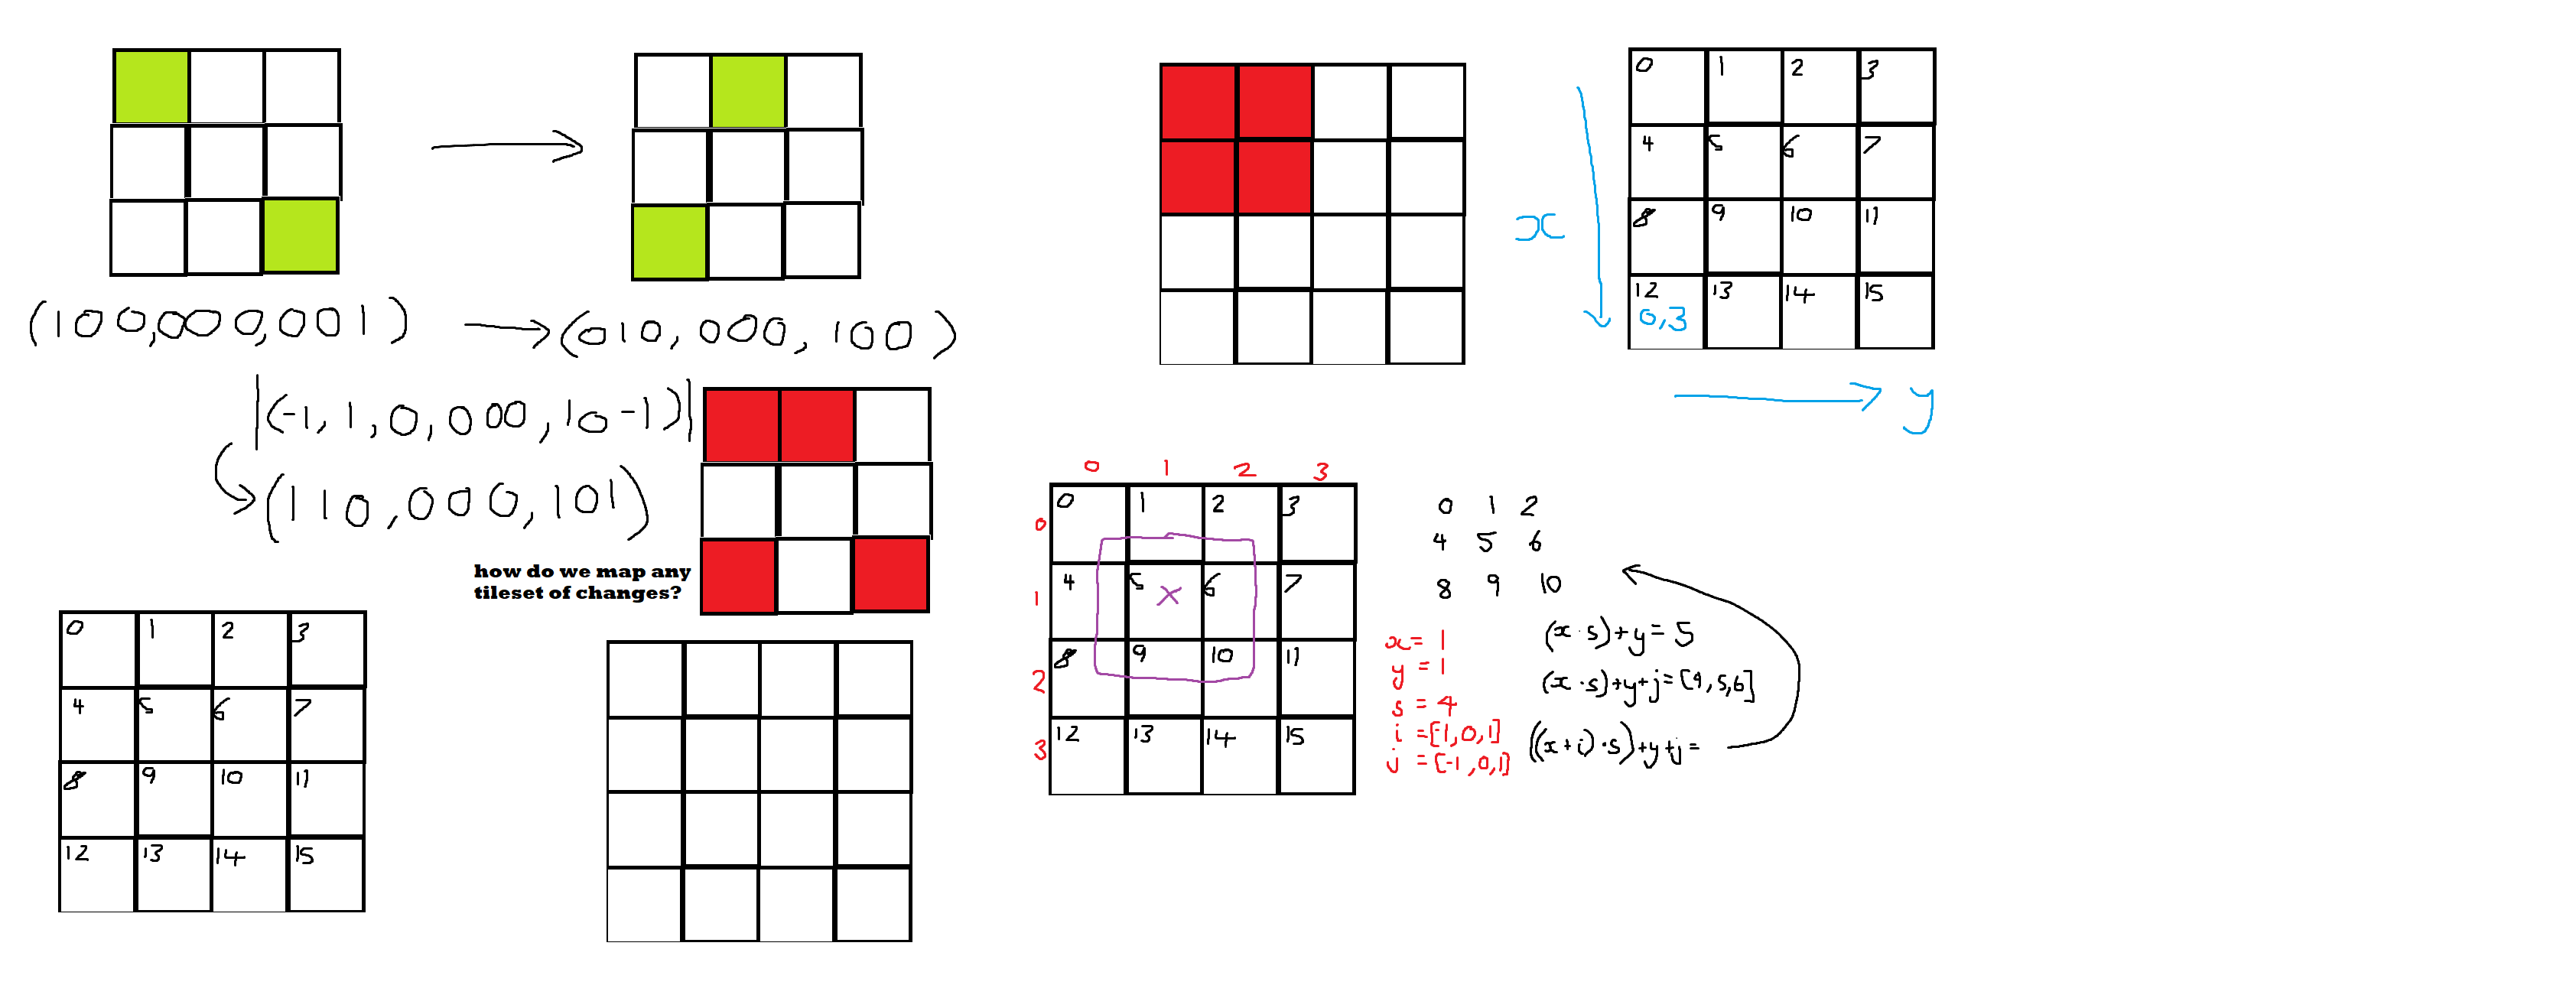 (100,000,001) → (010,000,100)
|(-1,1,0,000,10-1)|
(110,000,101)
how do we map any
tileset of changes?
0 1 2 3
4 5 6 7
8 9 10 11
12 13 14 15
0 1 2 3
4 5 6 7
8 9 10 11
12 13 14 15
0,3
x
y
0 1 2 3
0 1 2 3
0 1 2 3
4 5 x 6 7
8 9 10 11
12 13 14 15
x = 1
y = 1
s = 4
i = [-1,0,1]
j = [-1,0,1]
0 1 2
4 5 6
8 9 10
(x·s)+y = 5
(x·s)+y+j = [4,5,6]
((x+i)·s)+y+j =